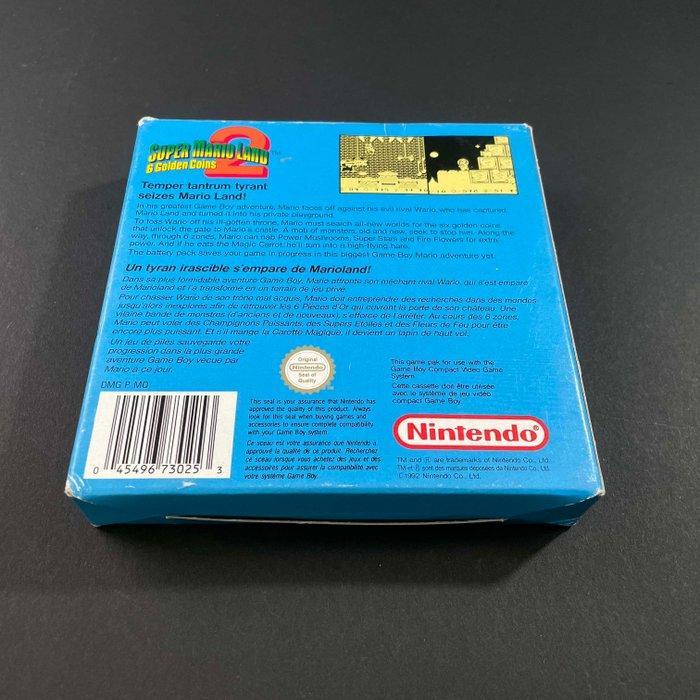 SUPER MARIO LAND 2 TM
6 Golden Coins
Temper tantrum tyrant
seizes Mario Land!
In his greatest Game Boy adventure, Mario faces off against his evil rival Wario, who has captured
Mario Land and turned it into his private playground.
To toss Wario off his ill-gotten throne, Mario must search all-new worlds for the six golden coins
that unlock the gate to Mario's castle. A mob of monsters, old and new, seek to stop him. Along the
way, through 6 zones, Mario can nab Power Mushrooms, Super Stars and Fire Flowers for extra
power. And if he eats the Magic Carrot, he'll turn into a high-flying hare.
The battery pack saves your game in progress in this biggest Game Boy Mario adventure yet.
Un tyran irascible s'empare de Marioland!
Dans sa plus formidable aventure Game Boy, Mario affronte son méchant rival Wario, qui s'est emparé
de Marioland et l'a transformé en un terrain de jeu privé.
Pour chasser Wario de son trône mal acquis, Mario doit entreprendre des recherches dans des mondes
jusqu'alors inexplorés afin de retrouver les 6 Pièces d'Or qui ouvrent la porte de son château. Une
vilaine bande de monstres (d'anciens et de nouveaux), s'efforce de l'arrêter. Au cours des 6 zones,
Mario peut voler des Champignons Puissants, des Supers Etoiles et des Fleurs de Feu pour être
encore plus puissant. Et s'il mange la Carotte Magique, il devient un lapin de haut vol.
Un jeu de piles sauvegarde votre
progression dans la plus grande
aventure Game Boy vécue par
Mario à ce jour.
DMG P MQ
0 45496 73025 3
Original
Nintendo
Seal of
Quality
This seal is your assurance that Nintendo has
approved the quality of this product. Always
look for this seal when buying games and
accessories to ensure complete compatibility
with your Game Boy system.
Ce sceau est votre assurance que Nintendo a
approuvé la qualité de ce produit. Recherchez
ce sceau lorsque vous achetez des jeux et des
accessoires pour assurer la compatibilité avec
votre système Game Boy.
This game pak for use with the
Game Boy Compact Video Game
System.
Cette cassette doit être utilisée
avec le système de jeu vidéo
compact Game Boy.
Nintendo®
TM and ® are trademarks of Nintendo Co., Ltd.
TM et ® sont des marques déposées da Nintendo Co., Ltd.
©1992 Nintendo Co., Ltd.